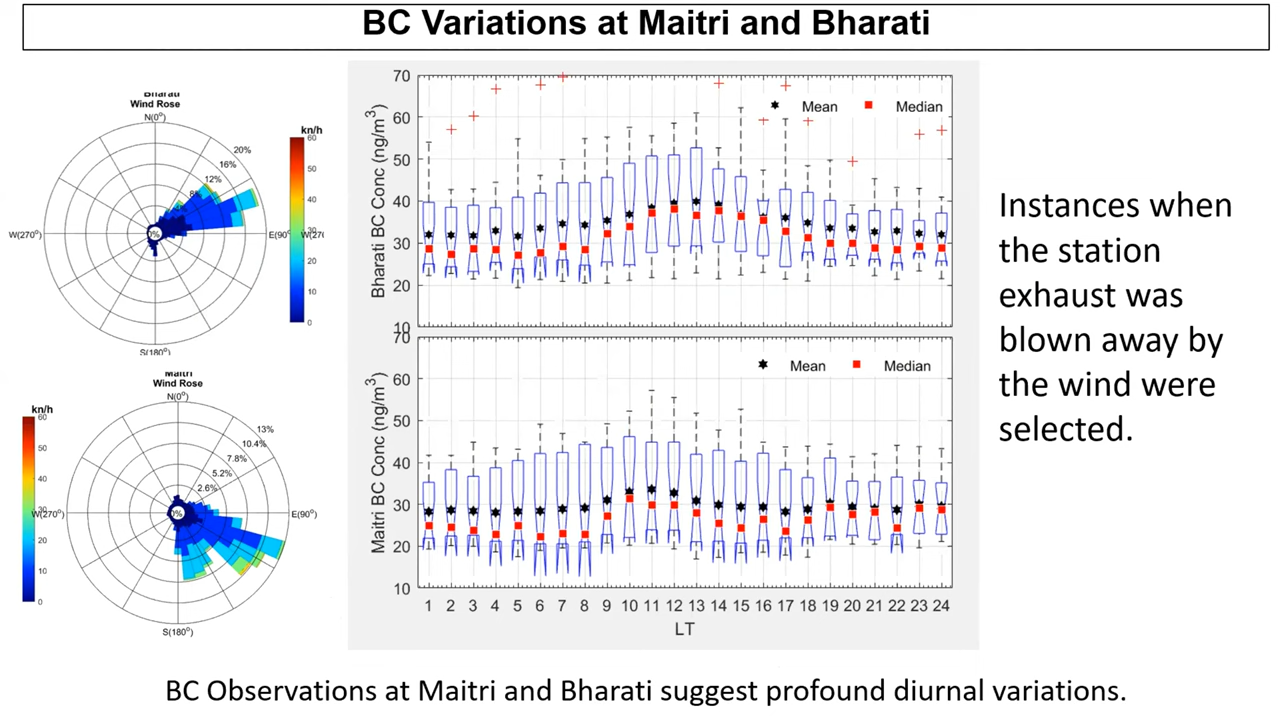 BC Variations at Maitri and Bharati
Bharati
Wind Rose
N(0°)
20%
16%
12%
8%
0%
W(270°)
E(90°
S(180°)
kn/h
60
50
40
30
20
10
0
Maitri
Wind Rose
N(0°)
13%
10.4%
7.8%
5.2%
2.6%
0%
W(270°)
E(90°)
S(180°)
kn/h
60
50
40
30
20
10
0
Bharati BC Conc (ng/m³)
70
60
50
40
30
20
10
Mean
Median
Maitri BC Conc (ng/m³)
70
60
50
40
30
20
10
Mean
Median
1 2 3 4 5 6 7 8 9 10 11 12 13 14 15 16 17 18 19 20 21 22 23 24
LT
Instances when
the station
exhaust was
blown away by
the wind were
selected.
BC Observations at Maitri and Bharati suggest profound diurnal variations.